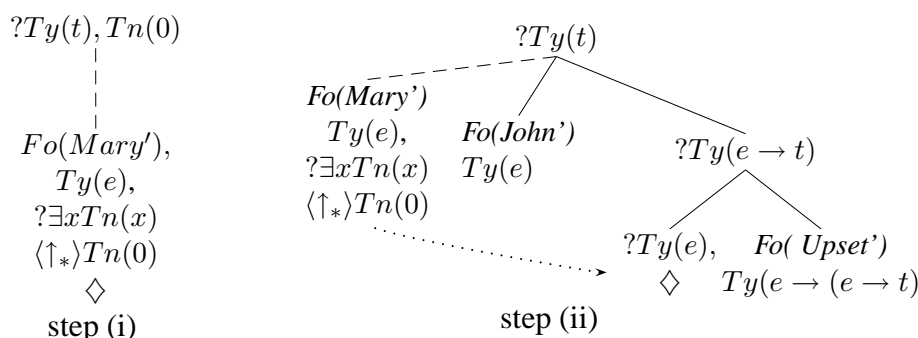 ?Ty(t), Tn(0)
Fo(Mary′),
Ty(e),
?∃xTn(x)
⟨↑∗⟩Tn(0)
◇
step (i)
?Ty(t)
Fo(Mary')
Ty(e),
?∃xTn(x)
⟨↑∗⟩Tn(0)
Fo(John')
Ty(e)
?Ty(e → t)
?Ty(e),
◇
Fo( Upset')
Ty(e → (e → t)
step (ii)